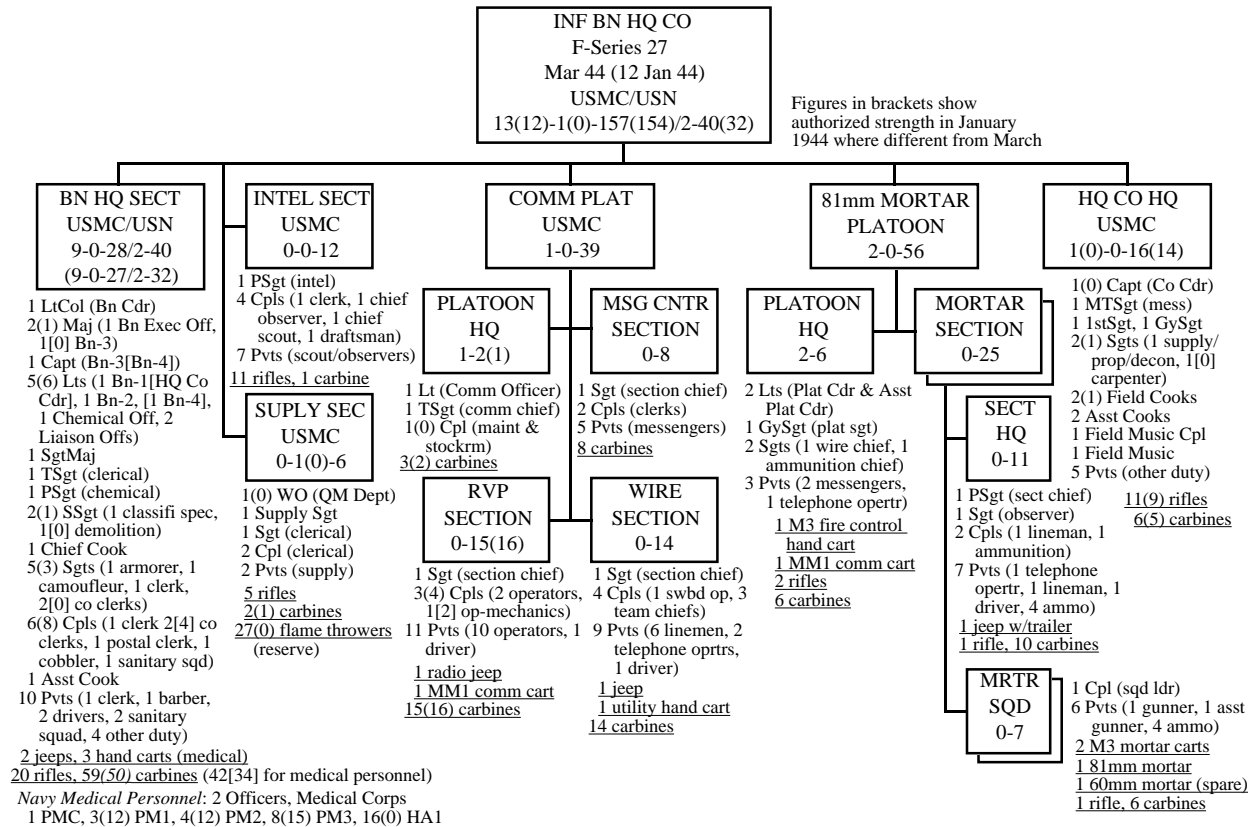 INF BN HQ CO
F-Series 27
Mar 44 (12 Jan 44)
USMC/USN
13(12)-1(0)-157(154)/2-40(32)
Figures in brackets show
authorized strength in January
1944 where different from March
BN HQ SECT
USMC/USN
9-0-28/2-40
(9-0-27/2-32)
1 LtCol (Bn Cdr)
2(1) Maj (1 Bn Exec Off,
1[0] Bn-3)
1 Capt (Bn-3[Bn-4])
5(6) Lts (1 Bn-1[HQ Co
Cdr], 1 Bn-2, [1 Bn-4],
1 Chemical Off, 2
Liaison Offs)
1 SgtMaj
1 TSgt (clerical)
1 PSgt (chemical)
2(1) SSgt (1 classifi spec,
1[0] demolition)
1 Chief Cook
5(3) Sgts (1 armorer, 1
camoufleur, 1 clerk,
2[0] co clerks)
6(8) Cpls (1 clerk 2[4] co
clerks, 1 postal clerk, 1
cobbler, 1 sanitary sqd)
1 Asst Cook
10 Pvts (1 clerk, 1 barber,
2 drivers, 2 sanitary
squad, 4 other duty)
2 jeeps, 3 hand carts (medical)
20 rifles, 59(50) carbines (42[34] for medical personnel)
Navy Medical Personnel: 2 Officers, Medical Corps
1 PMC, 3(12) PM1, 4(12) PM2, 8(15) PM3, 16(0) HA1
INTEL SECT
USMC
0-0-12
1 PSgt (intel)
4 Cpls (1 clerk, 1 chief
observer, 1 chief
scout, 1 draftsman)
7 Pvts (scout/observers)
11 rifles, 1 carbine
SUPLY SEC
USMC
0-1(0)-6
1(0) WO (QM Dept)
1 Supply Sgt
1 Sgt (clerical)
2 Cpl (clerical)
2 Pvts (supply)
5 rifles
2(1) carbines
27(0) flame throwers
(reserve)
COMM PLAT
USMC
1-0-39
PLATOON
HQ
1-2(1)
1 Lt (Comm Officer)
1 TSgt (comm chief)
1(0) Cpl (maint &
stockrm)
3(2) carbines
MSG CNTR
SECTION
0-8
1 Sgt (section chief)
2 Cpls (clerks)
5 Pvts (messengers)
8 carbines
RVP
SECTION
0-15(16)
1 Sgt (section chief)
3(4) Cpls (2 operators,
1[2] op-mechanics)
11 Pvts (10 operators, 1
driver)
1 radio jeep
1 MM1 comm cart
15(16) carbines
WIRE
SECTION
0-14
1 Sgt (section chief)
4 Cpls (1 swbd op, 3
team chiefs)
9 Pvts (6 linemen, 2
telephone oprtrs,
1 driver)
1 jeep
1 utility hand cart
14 carbines
81mm MORTAR
PLATOON
2-0-56
PLATOON
HQ
2-6
2 Lts (Plat Cdr & Asst
Plat Cdr)
1 GySgt (plat sgt)
2 Sgts (1 wire chief, 1
ammunition chief)
3 Pvts (2 messengers,
1 telephone opertr)
1 M3 fire control
hand cart
1 MM1 comm cart
2 rifles
6 carbines
MORTAR
SECTION
0-25
SECT
HQ
0-11
1 PSgt (sect chief)
1 Sgt (observer)
2 Cpls (1 lineman, 1
ammunition)
7 Pvts (1 telephone
opertr, 1 lineman, 1
driver, 4 ammo)
1 jeep w/trailer
1 rifle, 10 carbines
MRTR
SQD
0-7
1 Cpl (sqd ldr)
6 Pvts (1 gunner, 1 asst
gunner, 4 ammo)
2 M3 mortar carts
1 81mm mortar
1 60mm mortar (spare)
1 rifle, 6 carbines
HQ CO HQ
USMC
1(0)-0-16(14)
1(0) Capt (Co Cdr)
1 MTSgt (mess)
1 1stSgt, 1 GySgt
2(1) Sgts (1 supply/
prop/decon, 1[0]
carpenter)
2(1) Field Cooks
2 Asst Cooks
1 Field Music Cpl
1 Field Music
5 Pvts (other duty)
11(9) rifles
6(5) carbines